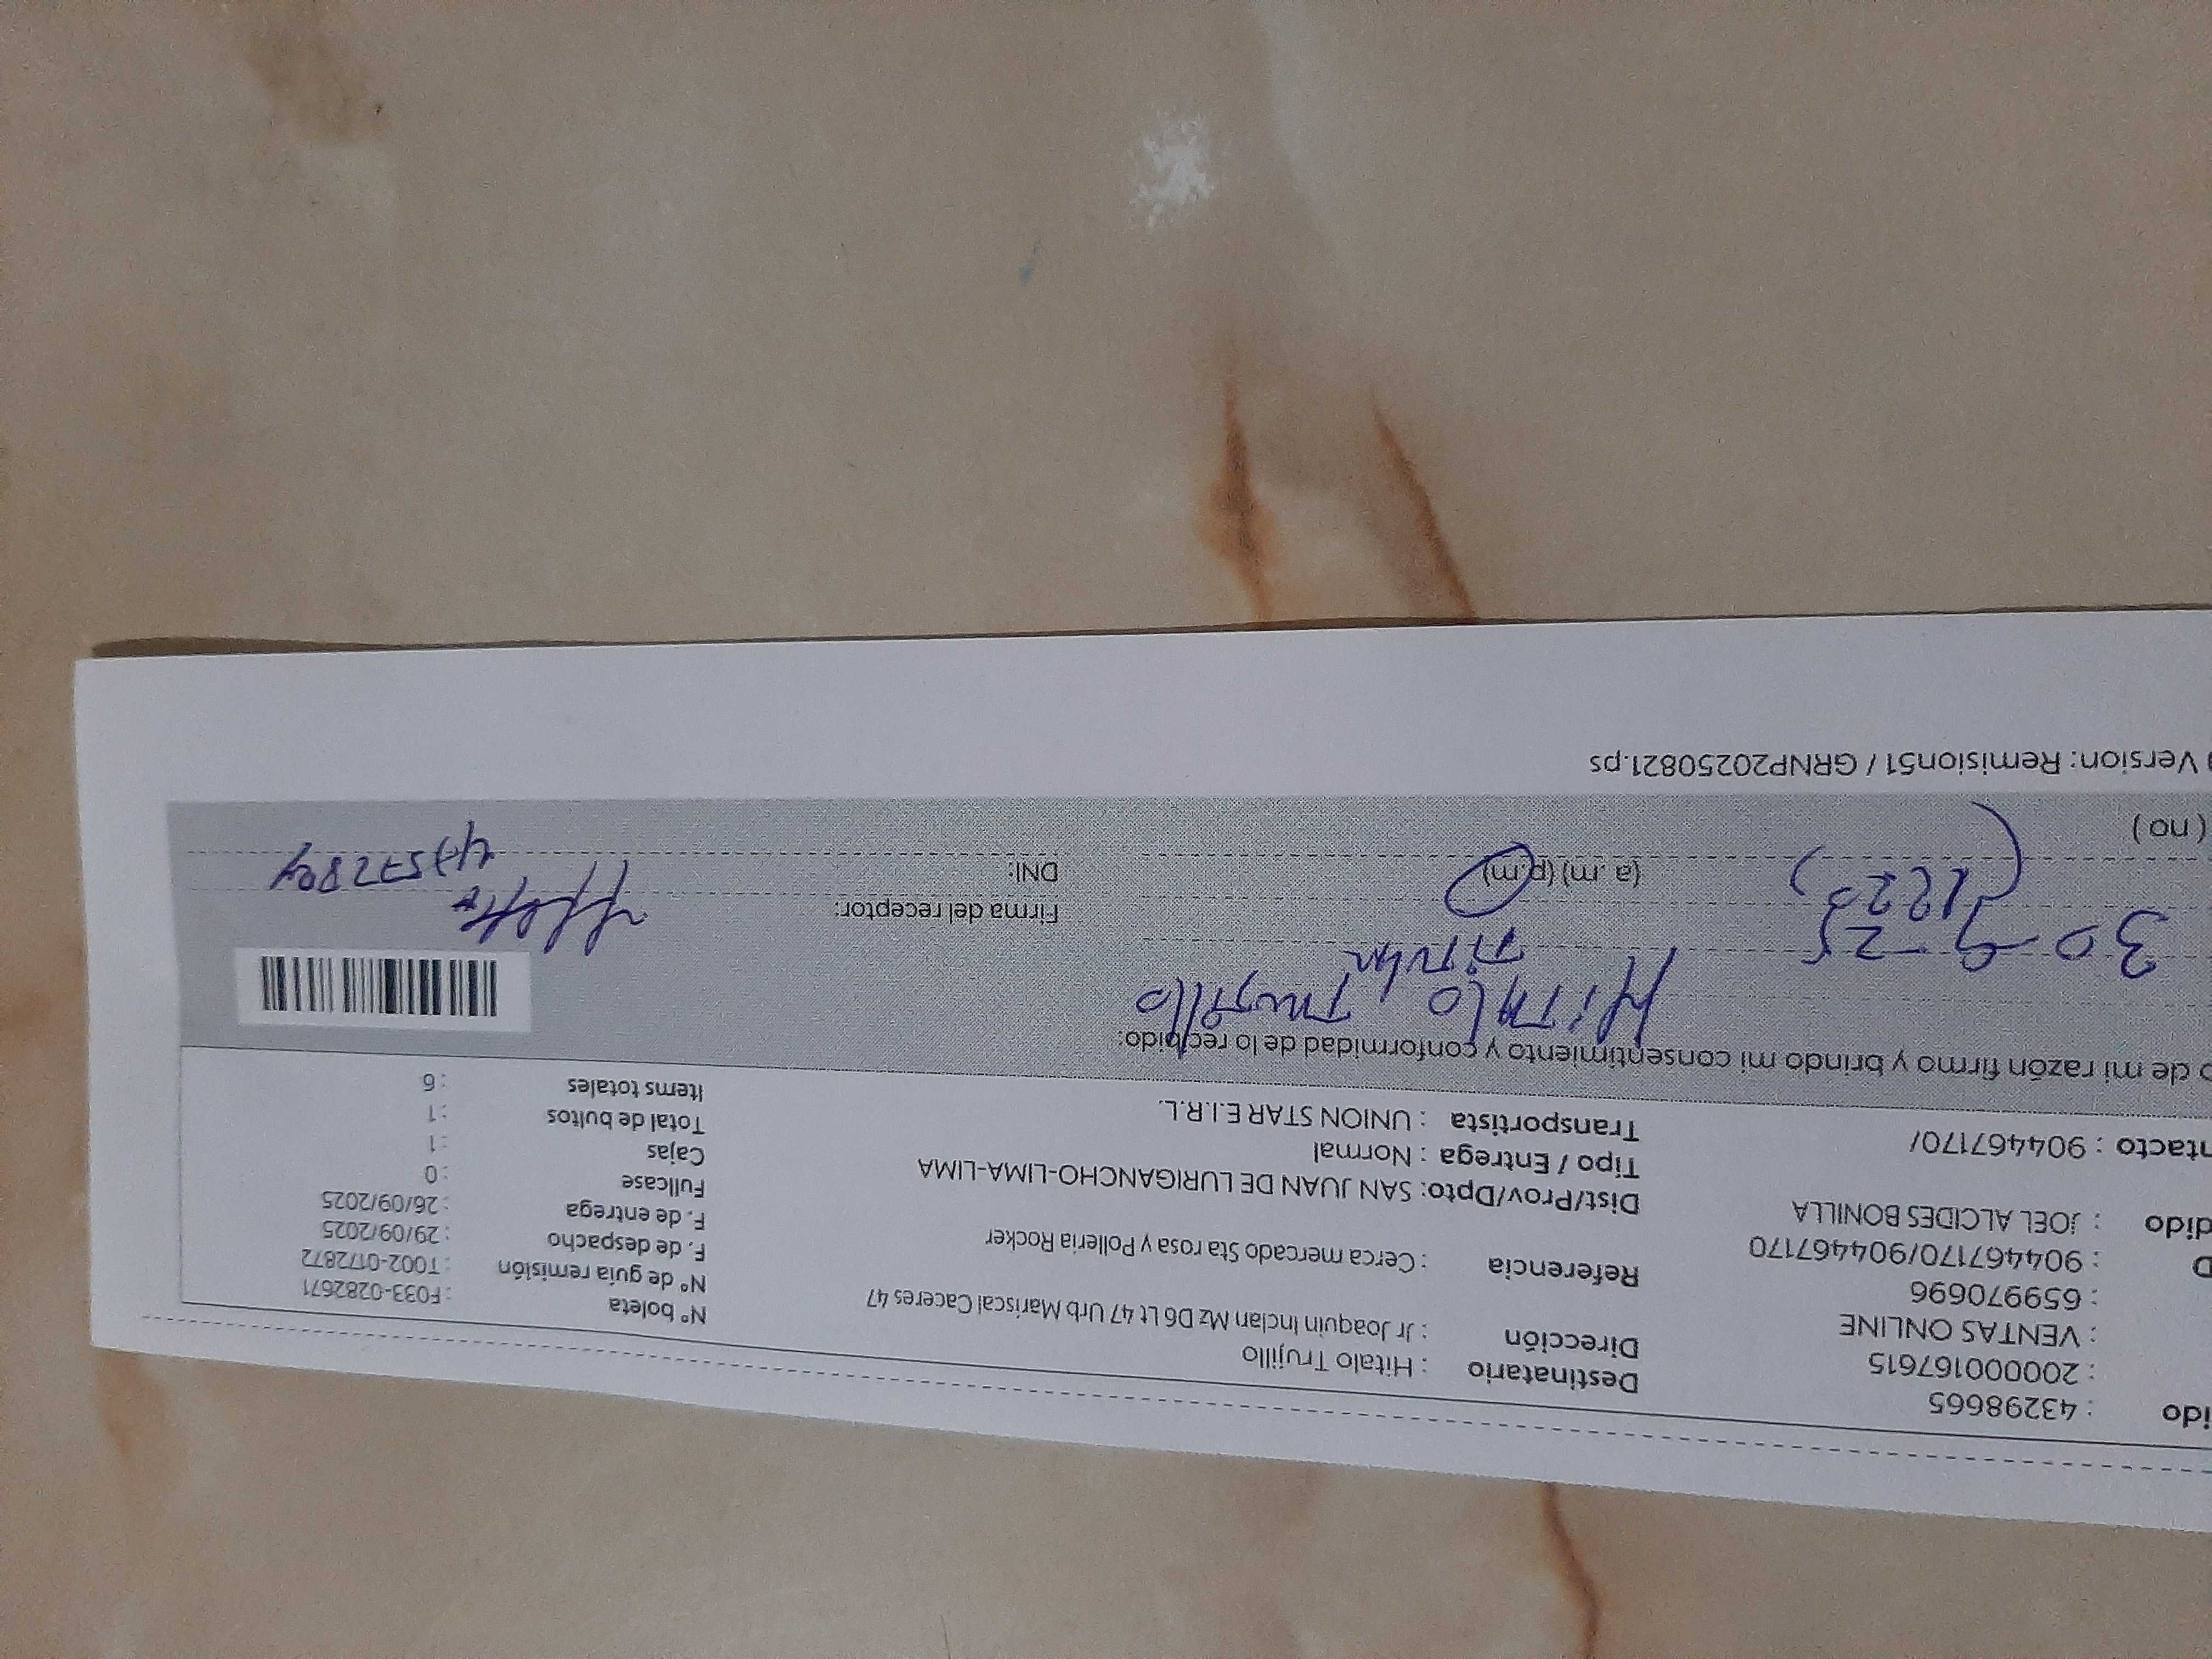 ido : 43298665
: 20000167615
: VENTAS ONLINE
: 659970696
D : 904467170/904467170
dido : JOEL ALCIDES BONILLA
ntacto : 904467170/
Destinatario : Hitalo Trujillo
Dirección : Jr Joaquin Inclan Mz D6 Lt 47 Urb Mariscal Caceres 47
Referencia : Cerca mercado Sta rosa y Polleria Rocker
Dist/Prov/Dpto: SAN JUAN DE LURIGANCHO-LIMA-LIMA
Tipo / Entrega : Normal
Transportista : UNION STAR E.I.R.L.
N° boleta : F033-0282671
N° de guía remisión : T002-0172872
F. de despacho : 29/09/2025
F. de entrega : 26/09/2025
Fullcase : 0
Cajas : 1
Total de bultos : 1
Items totales : 6
o de mi razón firmo y brindo mi consentimiento y conformidad de lo recibido:
Hitalo Trujillo
Titular
30-9-25
(a.m) (p.m)
Firma del receptor:
DNI:
( no )
Version: Remision51 / GRNP20250821.ps